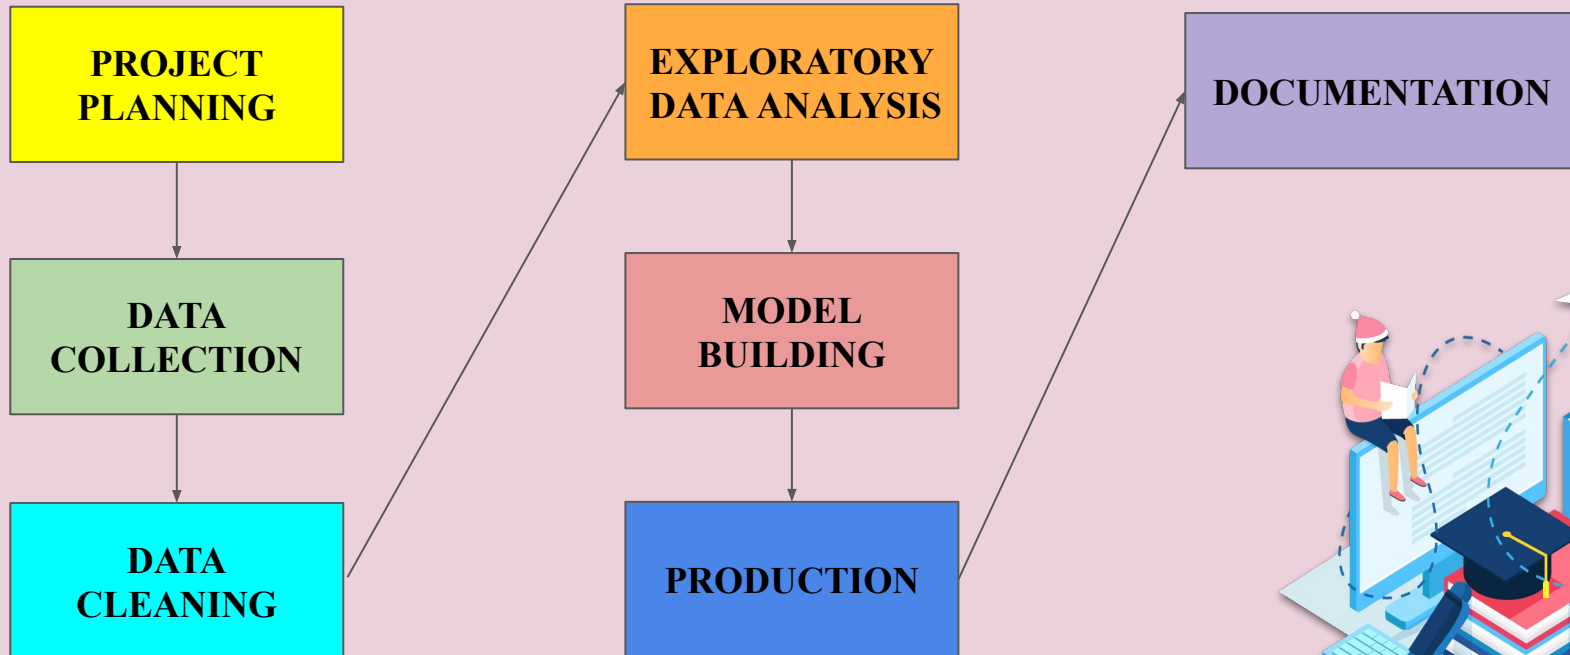 PROJECT
PLANNING
DATA
COLLECTION
DATA
CLEANING
EXPLORATORY
DATA ANALYSIS
MODEL
BUILDING
PRODUCTION
DOCUMENTATION